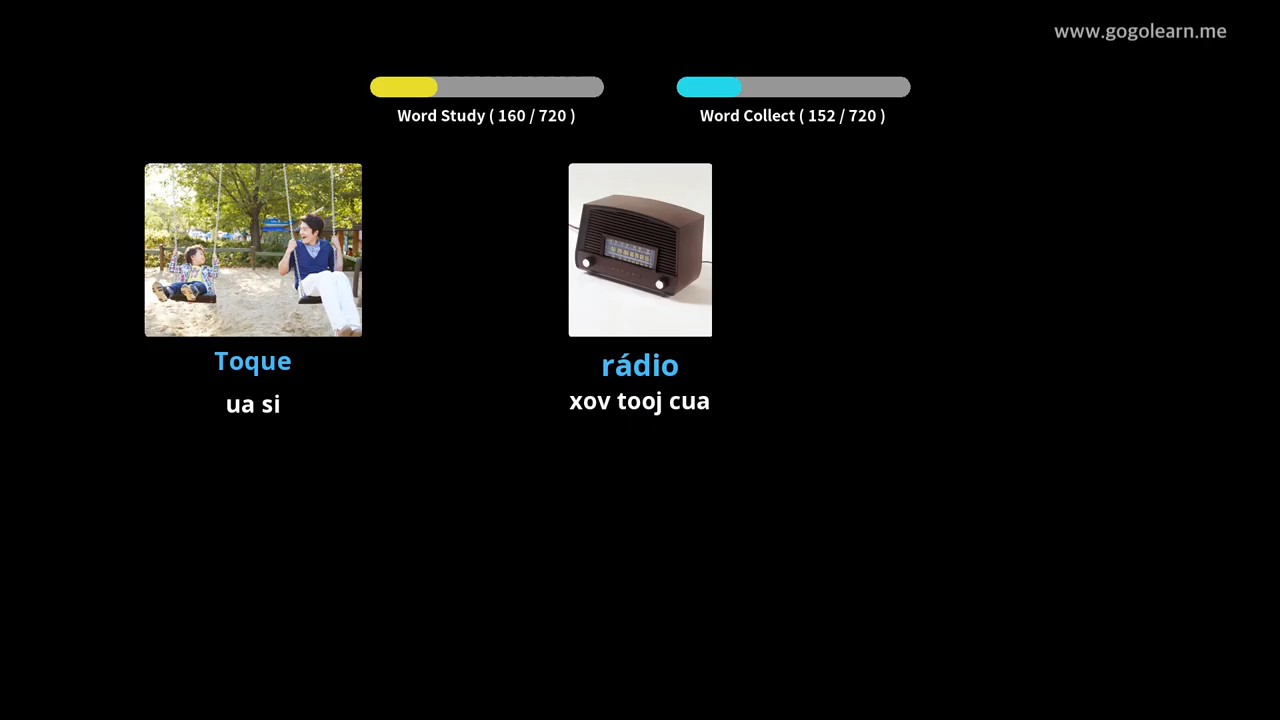 www.gogolearn.me
Word Study ( 160 / 720 )
Word Collect ( 152 / 720 )
Toque
ua si
rádio
xov tooj cua